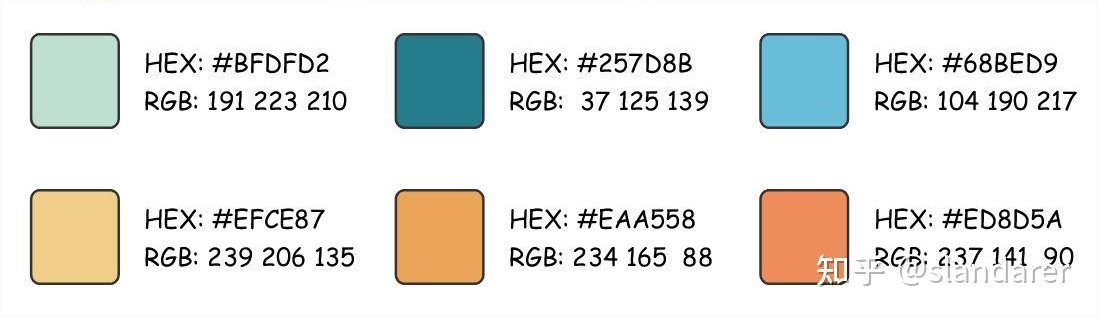 HEX: #BFDFD2
RGB: 191 223 210
HEX: #257D8B
RGB: 37 125 139
HEX: #68BED9
RGB: 104 190 217
HEX: #EFCE87
RGB: 239 206 135
HEX: #EAA558
RGB: 234 165 88
HEX: #ED8D5A
RGB: 237 141 90
知乎 @slandarer